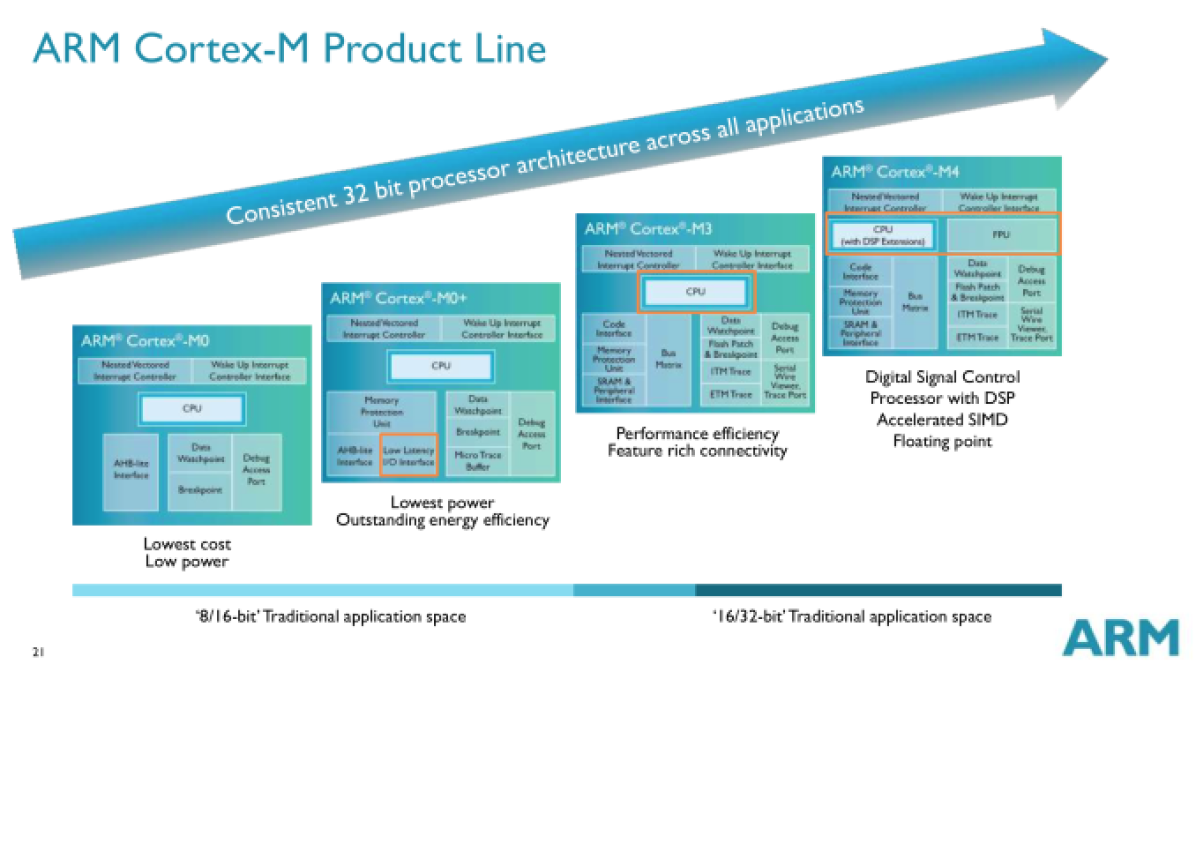 ARM Cortex-M Product Line
Consistent 32 bit processor architecture across all applications
ARM® Cortex®-M0
Nested Vectored
Interrupt Controller
Wake Up Interrupt
Controller Interface
CPU
AHB-lite
Interface
Data
Watchpoint
Breakpoint
Debug
Access
Port
Lowest cost
Low power
ARM® Cortex®-M0+
Nested Vectored
Interrupt Controller
Wake Up Interrupt
Controller Interface
CPU
Memory
Protection
Unit
AHB-lite
Interface
Low Latency
I/O Interface
Data
Watchpoint
Breakpoint
Micro Trace
Buffer
Debug
Access
Port
Lowest power
Outstanding energy efficiency
ARM® Cortex®-M3
Nested Vectored
Interrupt Controller
Wake Up Interrupt
Controller Interface
CPU
Code
Interface
Memory
Protection
Unit
SRAM &
Peripheral
Interface
Bus
Matrix
Data
Watchpoint
Flash Patch
& Breakpoint
ITM Trace
ETM Trace
Debug
Access
Port
Serial
Wire
Viewer,
Trace Port
Performance efficiency
Feature rich connectivity
ARM® Cortex®-M4
Nested Vectored
Interrupt Controller
Wake Up Interrupt
Controller Interface
CPU
(with DSP Extensions)
FPU
Code
Interface
Memory
Protection
Unit
SRAM &
Peripheral
Interface
Bus
Matrix
Data
Watchpoint
Flash Patch
& Breakpoint
ITM Trace
ETM Trace
Debug
Access
Port
Serial
Wire
Viewer,
Trace Port
Digital Signal Control
Processor with DSP
Accelerated SIMD
Floating point
‘8/16-bit’ Traditional application space
‘16/32-bit’ Traditional application space
21
ARM